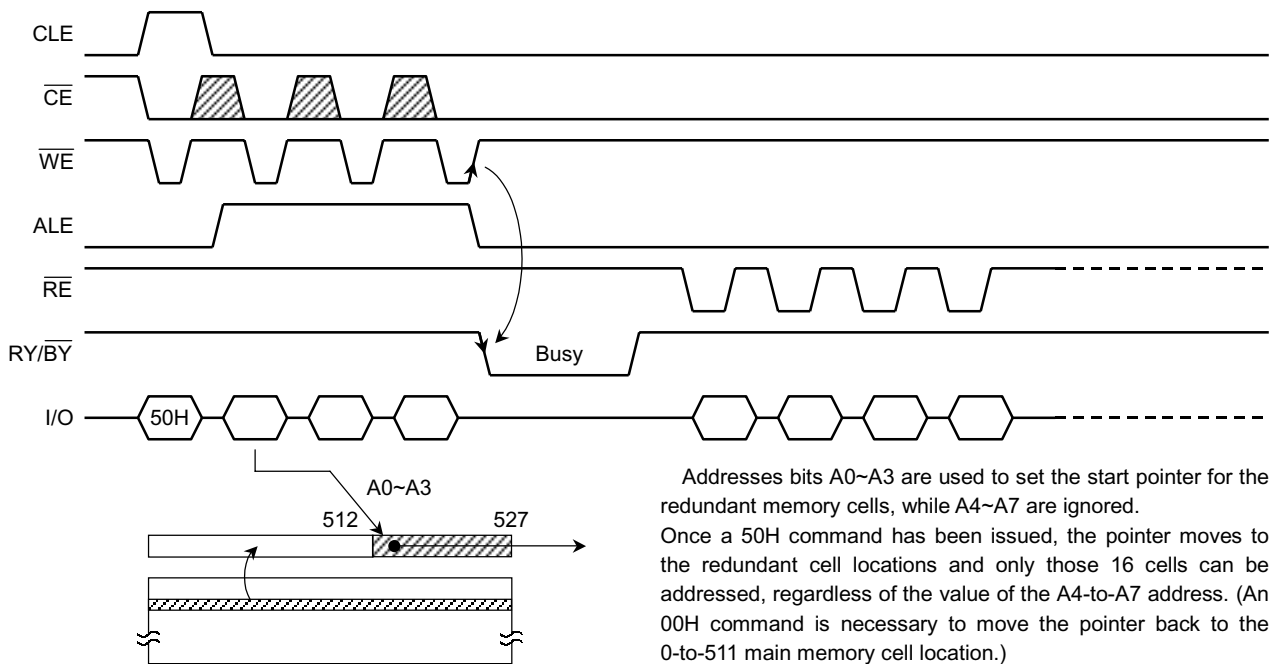 CLE
C̅E̅
W̅E̅
ALE
R̅E̅
RY/B̅Y̅
Busy
I/O
50H
A0~A3
512
527
Addresses bits A0~A3 are used to set the start pointer for the
redundant memory cells, while A4~A7 are ignored.
Once a 50H command has been issued, the pointer moves to
the redundant cell locations and only those 16 cells can be
addressed, regardless of the value of the A4-to-A7 address. (An
00H command is necessary to move the pointer back to the
0-to-511 main memory cell location.)